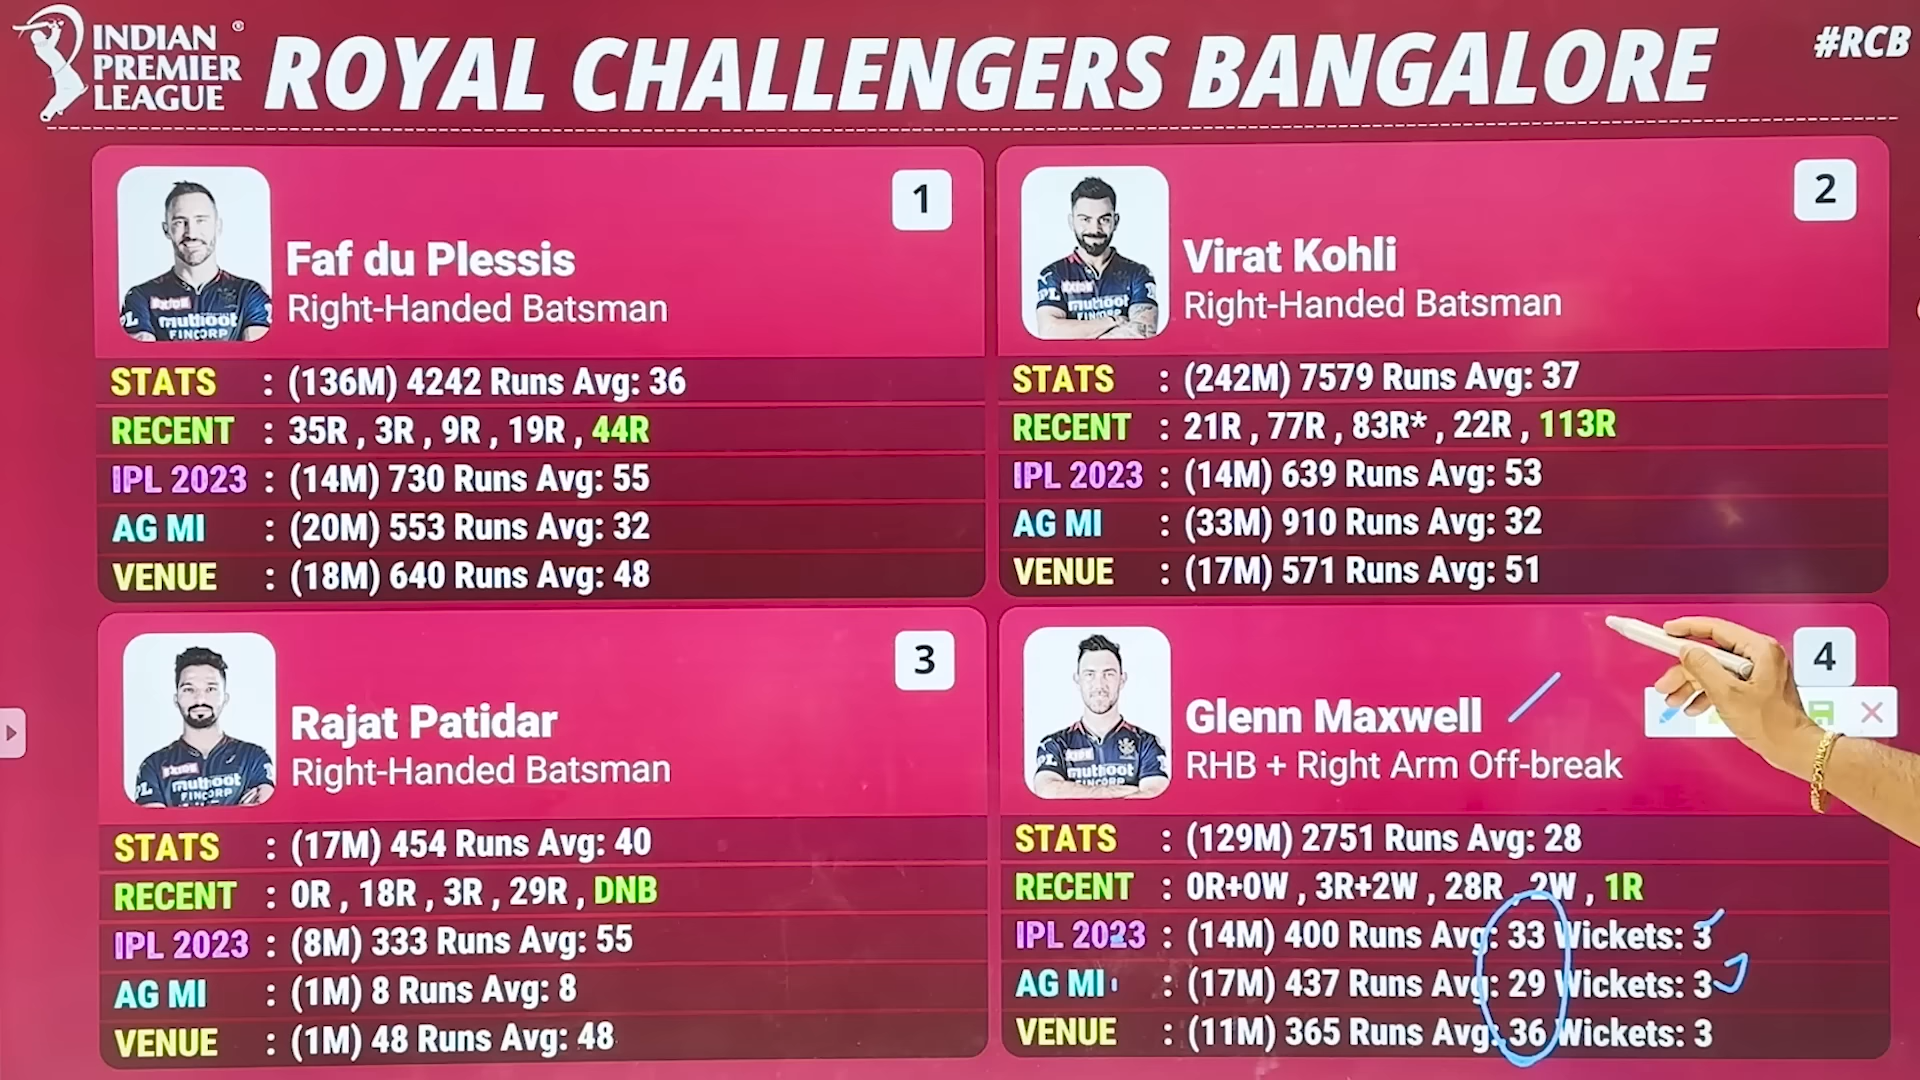 INDIAN
PREMIER
LEAGUE
ROYAL CHALLENGERS BANGALORE
#RCB
1
Faf du Plessis
Right-Handed Batsman
STATS : (136M) 4242 Runs Avg: 36
RECENT : 35R , 3R , 9R , 19R , 44R
IPL 2023 : (14M) 730 Runs Avg: 55
AG MI : (20M) 553 Runs Avg: 32
VENUE : (18M) 640 Runs Avg: 48
2
Virat Kohli
Right-Handed Batsman
STATS : (242M) 7579 Runs Avg: 37
RECENT : 21R , 77R , 83R* , 22R , 113R
IPL 2023 : (14M) 639 Runs Avg: 53
AG MI : (33M) 910 Runs Avg: 32
VENUE : (17M) 571 Runs Avg: 51
3
Rajat Patidar
Right-Handed Batsman
STATS : (17M) 454 Runs Avg: 40
RECENT : 0R , 18R , 3R , 29R , DNB
IPL 2023 : (8M) 333 Runs Avg: 55
AG MI : (1M) 8 Runs Avg: 8
VENUE : (1M) 48 Runs Avg: 48
4
Glenn Maxwell
RHB + Right Arm Off-break
STATS : (129M) 2751 Runs Avg: 28
RECENT : 0R+0W , 3R+2W , 28R , 2W , 1R
IPL 2023 : (14M) 400 Runs Avg: 33 Wickets: 3
AG MI : (17M) 437 Runs Avg: 29 Wickets: 3
VENUE : (11M) 365 Runs Avg: 36 Wickets: 3
muthoot
FINCORP
muthoot
FINCORP
muthoot
FINCORP
muthoot
FINCORP